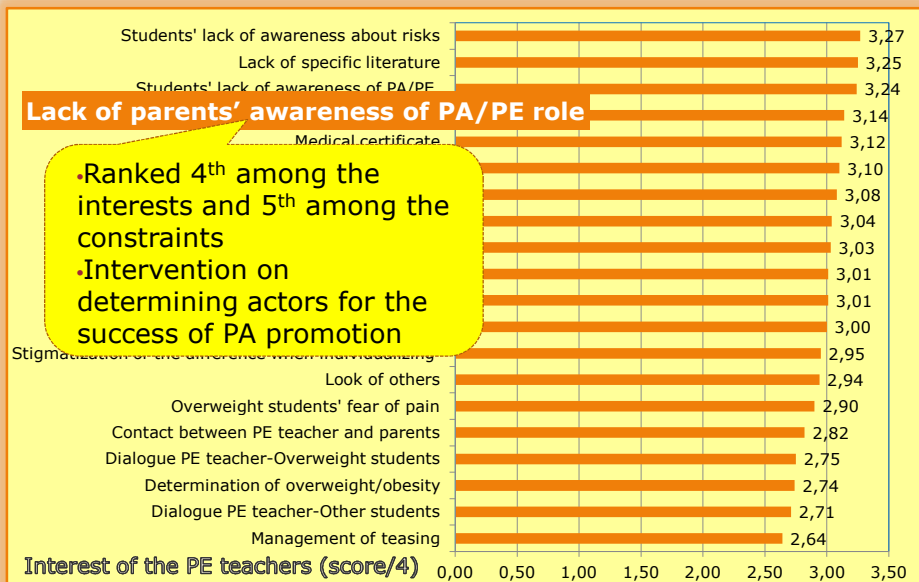 Students' lack of awareness about risks 3,27
Lack of specific literature 3,25
Students' lack of awareness of PA/PE 3,24
Lack of parents' awareness of PA/PE role 3,14
Medical certificate 3,12
3,10
3,08
3,04
3,03
3,01
3,01
3,00
•Ranked 4th among the
interests and 5th among the
constraints
•Intervention on
determining actors for the
success of PA promotion
Stigmatization of the difference when individualizing 2,95
Look of others 2,94
Overweight students' fear of pain 2,90
Contact between PE teacher and parents 2,82
Dialogue PE teacher-Overweight students 2,75
Determination of overweight/obesity 2,74
Dialogue PE teacher-Other students 2,71
Management of teasing 2,64
Interest of the PE teachers (score/4)
0,00 0,50 1,00 1,50 2,00 2,50 3,00 3,50